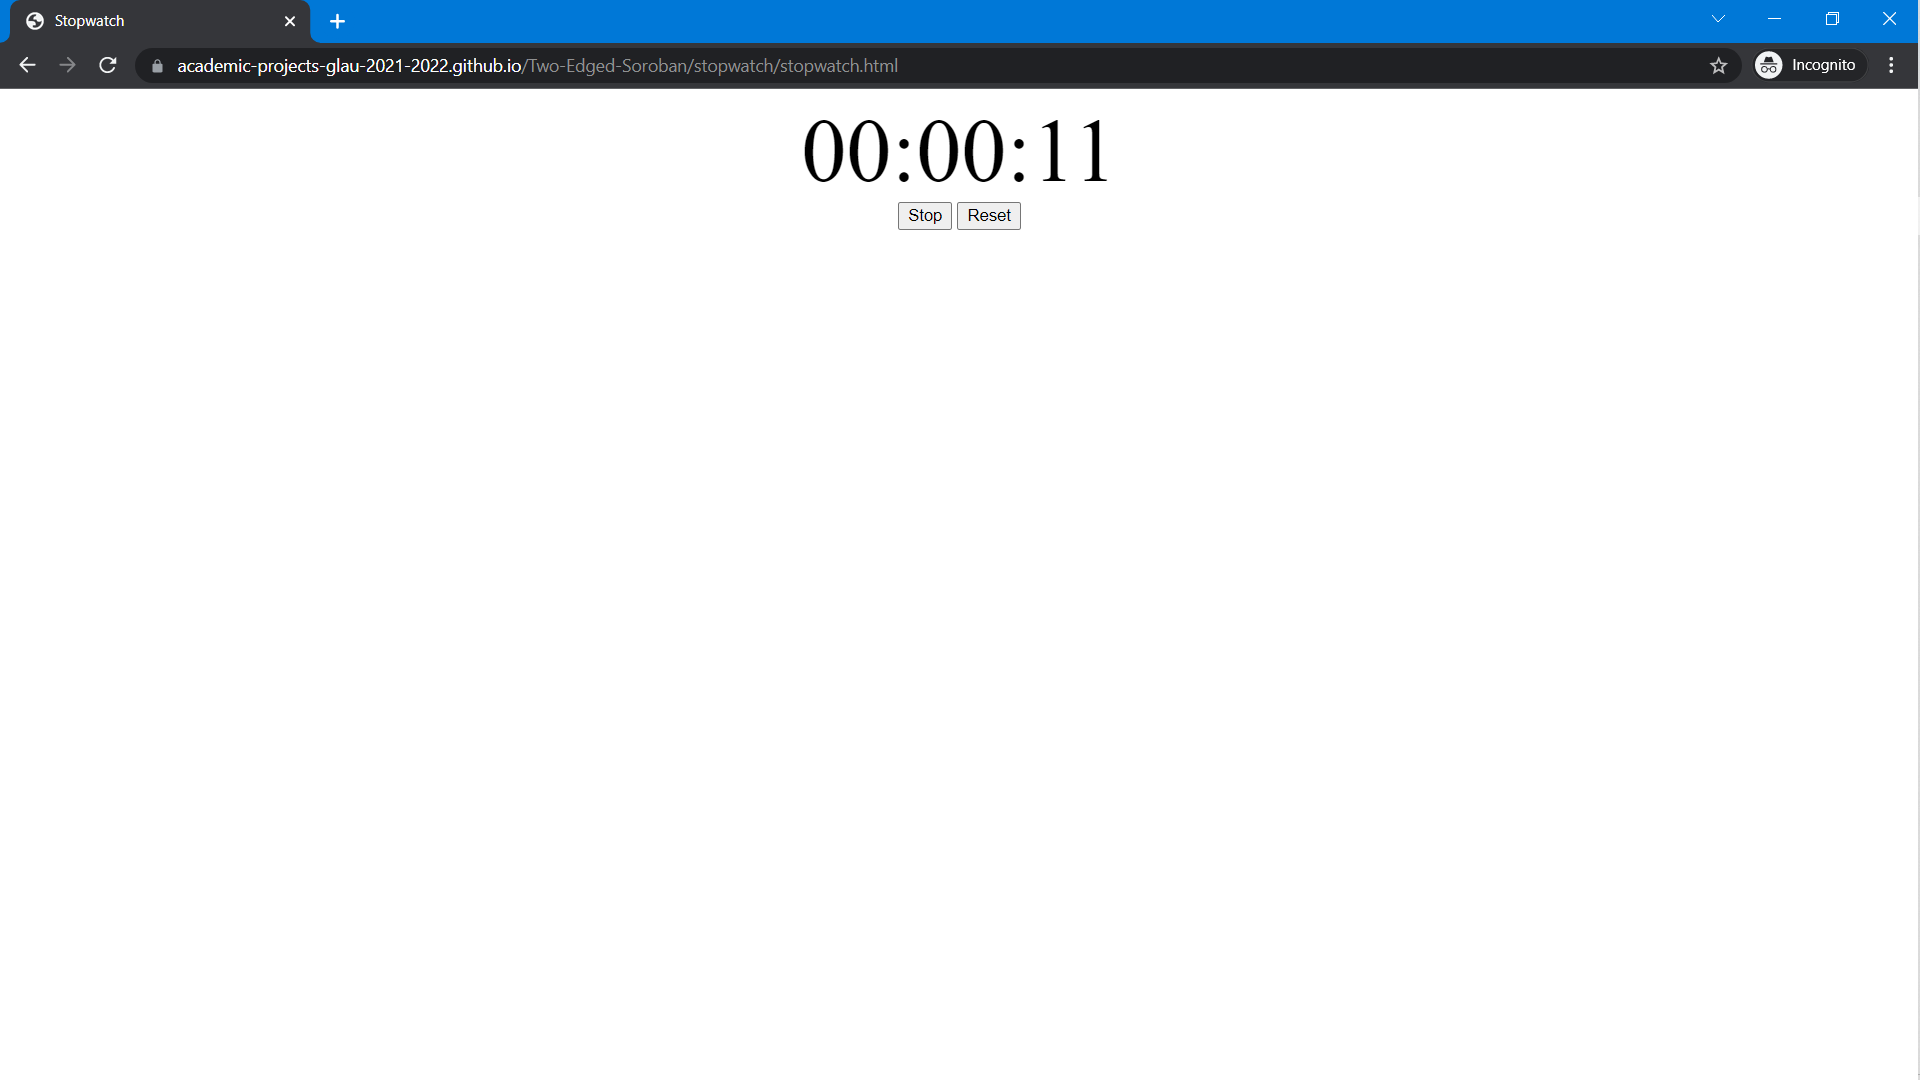 Stopwatch
academic-projects-glau-2021-2022.github.io/Two-Edged-Soroban/stopwatch/stopwatch.html
Incognito
00:00:11
Stop Reset